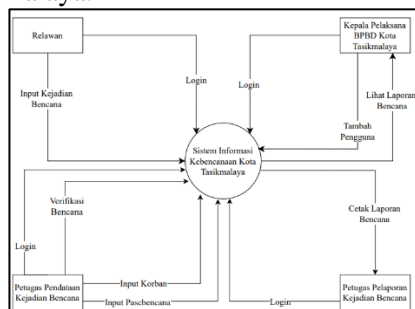 Relawan
Kepala Pelaksana
BPBD Kota
Tasikmalaya
Login
Login
Input Kejadian
Bencana
Lihat Laporan
Bencana
Tambah
Pengguna
Sistem Informasi
Kebencanaan Kota
Tasikmalaya
Verifikasi
Bencana
Cetak Laporan
Bencana
Login
Input Korban
Petugas Pendataan
Kejadian Bencana
Input Pascbencana
Login
Petugas Pelaporan
Kejadian Bencana